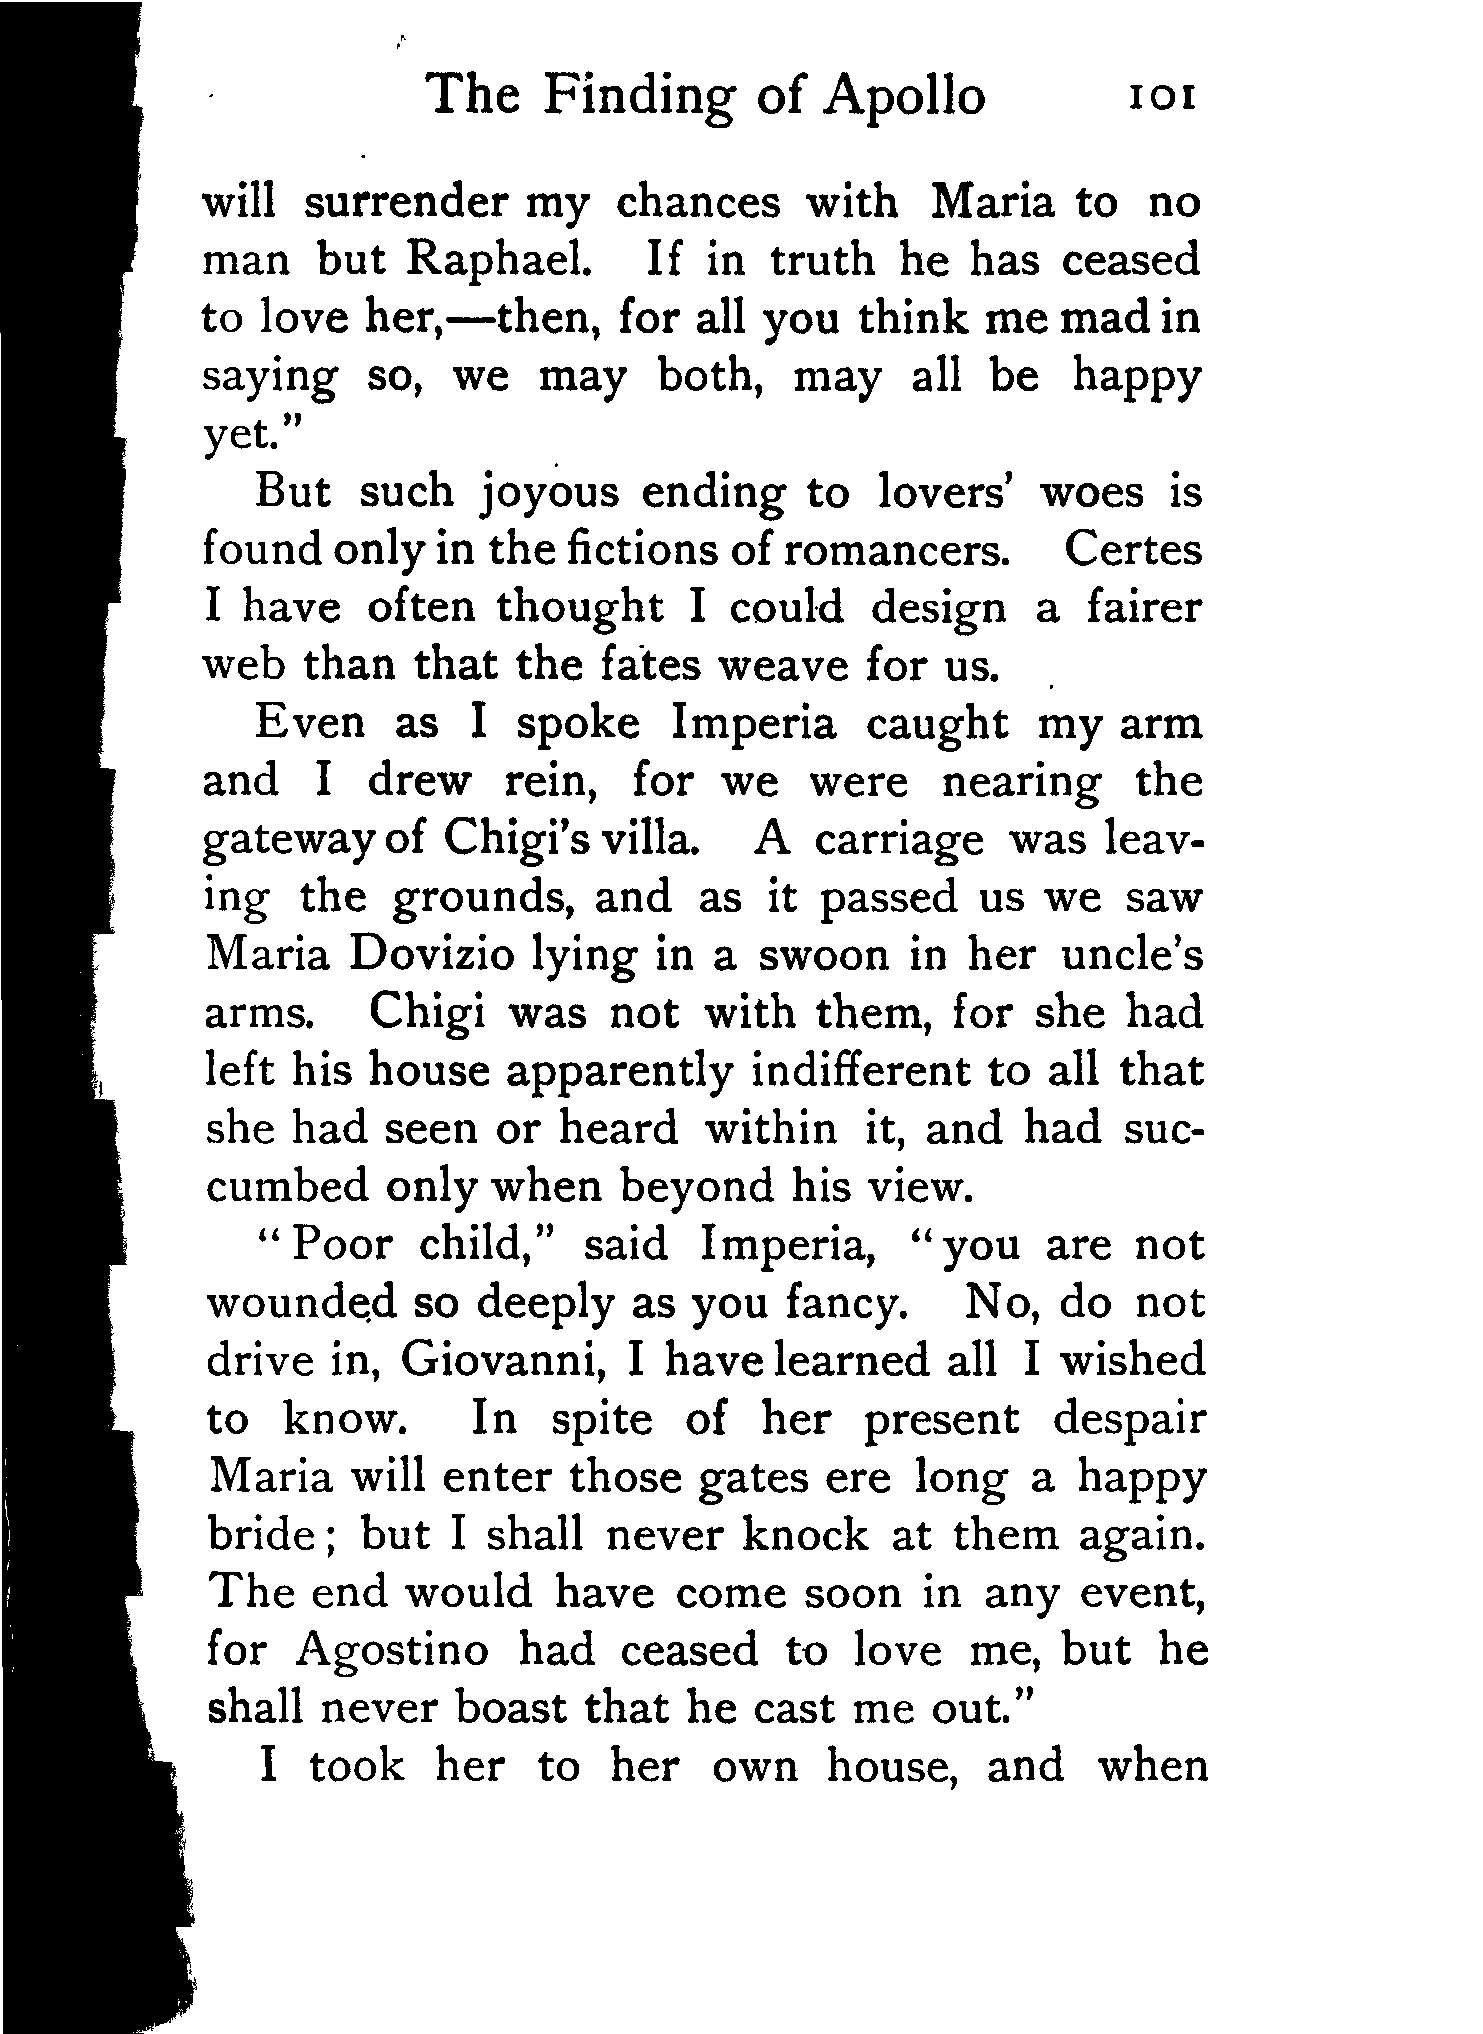 The Finding of Apollo 101
will surrender my chances with Maria to no
man but Raphael. If in truth he has ceased
to love her,—then, for all you think me mad in
saying so, we may both, may all be happy
yet."
But such joyous ending to lovers' woes is
found only in the fictions of romancers. Certes
I have often thought I could design a fairer
web than that the fates weave for us.
Even as I spoke Imperia caught my arm
and I drew rein, for we were nearing the
gateway of Chigi's villa. A carriage was leav-
ing the grounds, and as it passed us we saw
Maria Dovizio lying in a swoon in her uncle's
arms. Chigi was not with them, for she had
left his house apparently indifferent to all that
she had seen or heard within it, and had suc-
cumbed only when beyond his view.
"Poor child," said Imperia, "you are not
wounded so deeply as you fancy. No, do not
drive in, Giovanni, I have learned all I wished
to know. In spite of her present despair
Maria will enter those gates ere long a happy
bride; but I shall never knock at them again.
The end would have come soon in any event,
for Agostino had ceased to love me, but he
shall never boast that he cast me out."
I took her to her own house, and when